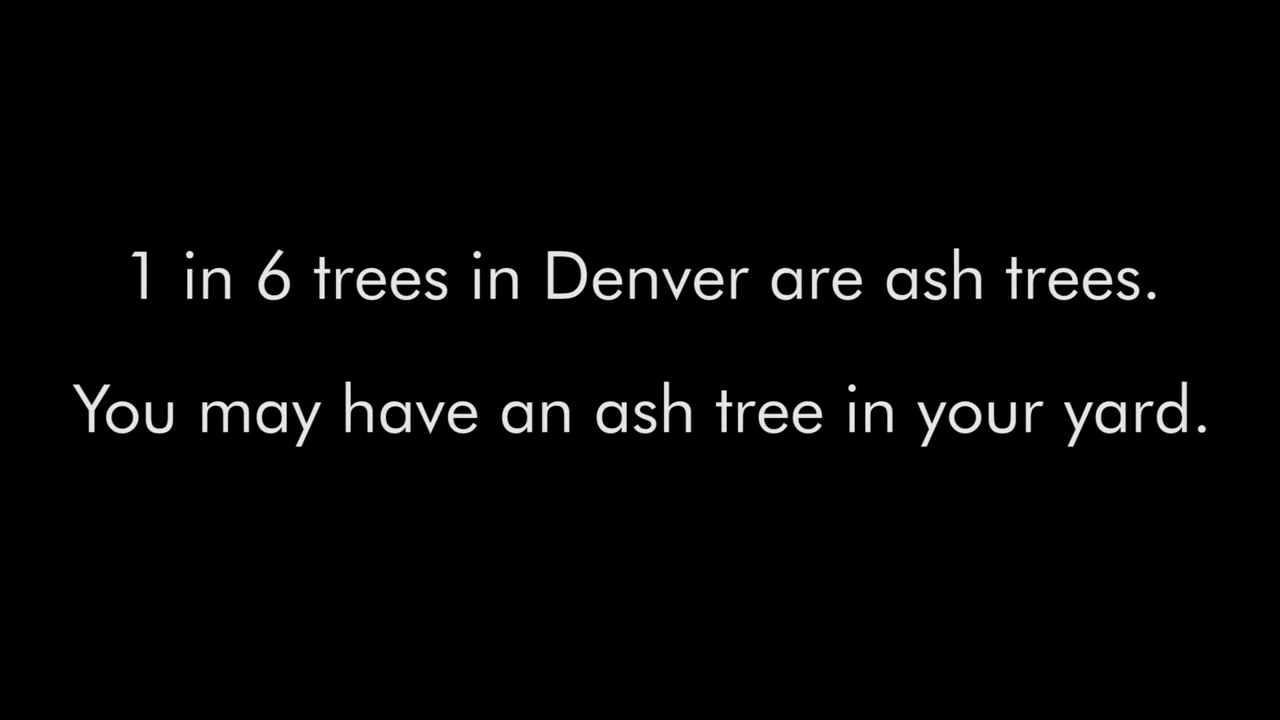 1 in 6 trees in Denver are ash trees.
You may have an ash tree in your yard.